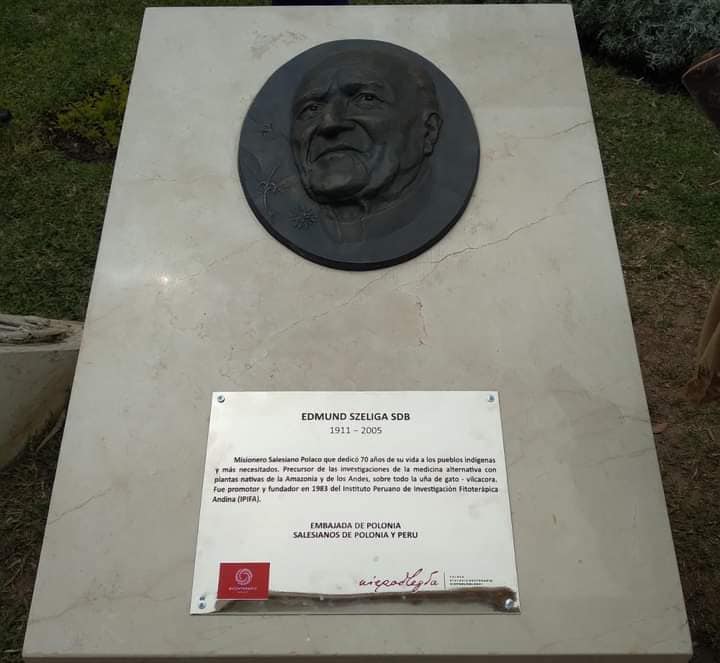 EDMUND SZELIGA SDB
1911 – 2005
Misionero Salesiano Polaco que dedicó 70 años de su vida a los pueblos indígenas
y más necesitados. Precursor de las investigaciones de la medicina alternativa con
plantas nativas de la Amazonia y de los Andes, sobre todo la uña de gato - vilcacora.
Fue promotor y fundador en 1983 del Instituto Peruano de Investigación Fitoterápica
Andina (IPIFA).
EMBAJADA DE POLONIA
SALESIANOS DE POLONIA Y PERU
niepodległa